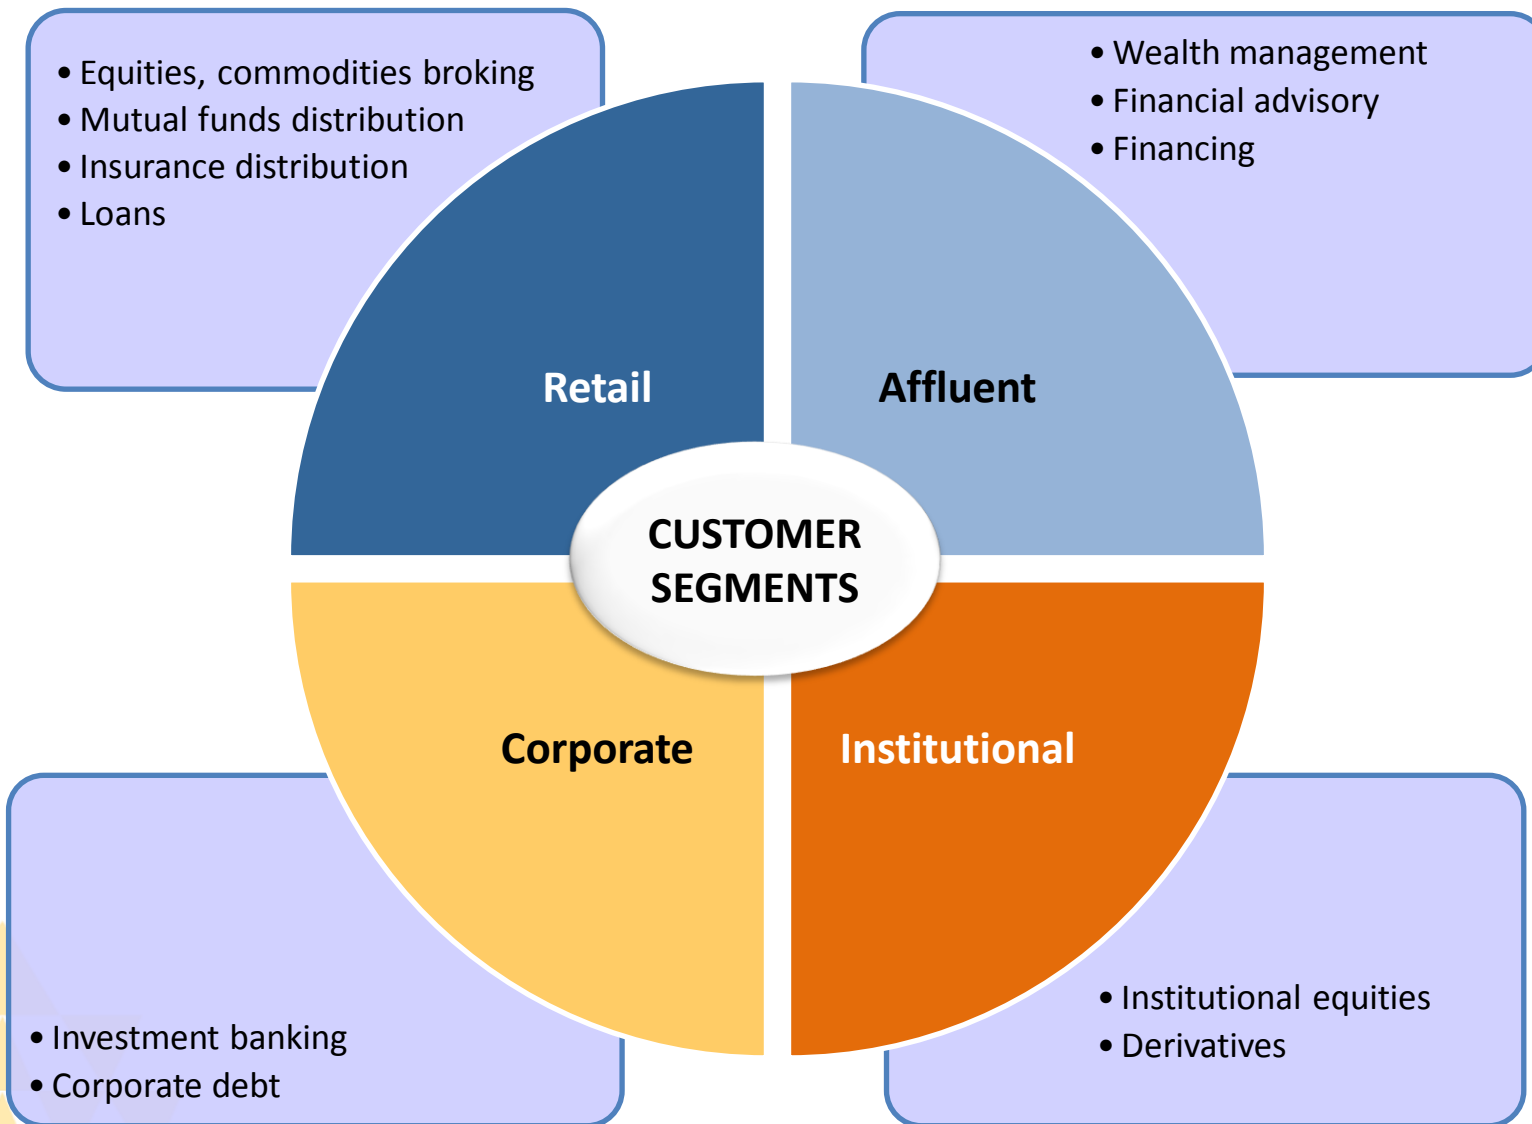 • Equities, commodities broking
• Mutual funds distribution
• Insurance distribution
• Loans
• Wealth management
• Financial advisory
• Financing
Retail
Affluent
CUSTOMER
SEGMENTS
Corporate
Institutional
• Investment banking
• Corporate debt
• Institutional equities
• Derivatives